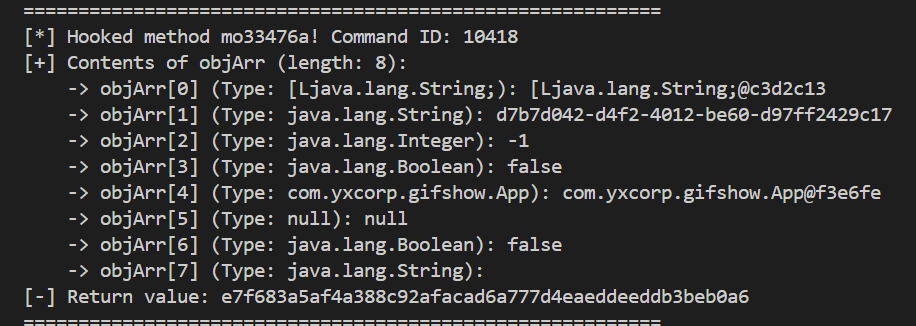 ==========================================================
[*] Hooked method mo33476a! Command ID: 10418
[+] Contents of objArr (length: 8):
    -> objArr[0] (Type: [Ljava.lang.String;): [Ljava.lang.String;@c3d2c13
    -> objArr[1] (Type: java.lang.String): d7b7d042-d4f2-4012-be60-d97ff2429c17
    -> objArr[2] (Type: java.lang.Integer): -1
    -> objArr[3] (Type: java.lang.Boolean): false
    -> objArr[4] (Type: com.yxcorp.gifshow.App): com.yxcorp.gifshow.App@f3e6fe
    -> objArr[5] (Type: null): null
    -> objArr[6] (Type: java.lang.Boolean): false
    -> objArr[7] (Type: java.lang.String):
[-] Return value: e7f683a5af4a388c92afacad6a777d4eaeddeeddb3beb0a6
==========================================================